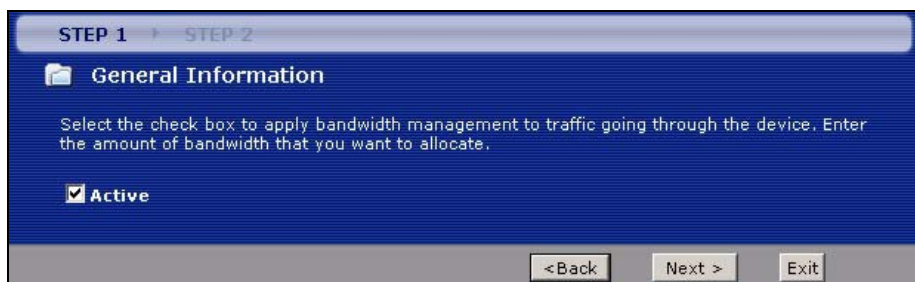 STEP 1 STEP 2
General Information
Select the check box to apply bandwidth management to traffic going through the device. Enter
the amount of bandwidth that you want to allocate.
Active
<Back Next > Exit